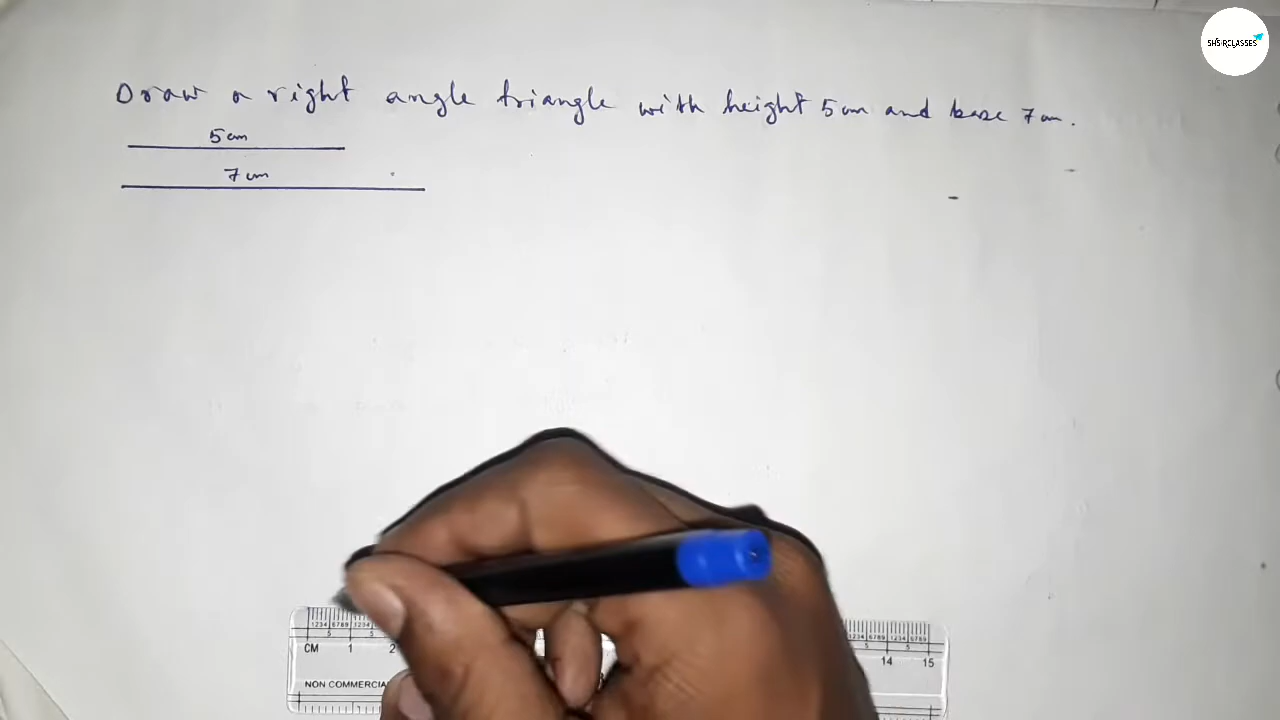 SHSIRCLASSES
Draw a right angle triangle with height 5cm and base 7cm.
5cm
7cm
CM 1 2 14 15
NON COMMERCIA